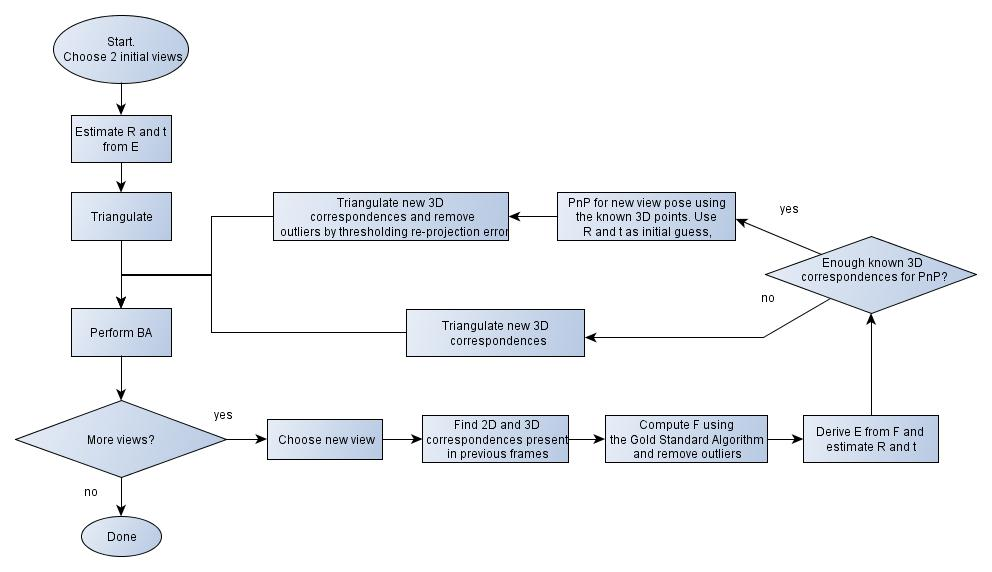 Start.
Choose 2 initial views
Estimate R and t
from E
Triangulate
Perform BA
More views?
yes
no
Done
Choose new view
Find 2D and 3D
correspondences present
in previous frames
Compute F using
the Gold Standard Algorithm
and remove outliers
Derive E from F and
estimate R and t
Enough known 3D
correspondences for PnP?
yes
no
PnP for new view pose using
the known 3D points. Use
R and t as initial guess,
Triangulate new 3D
correspondences and remove
outliers by thresholding re-projection error
Triangulate new 3D
correspondences